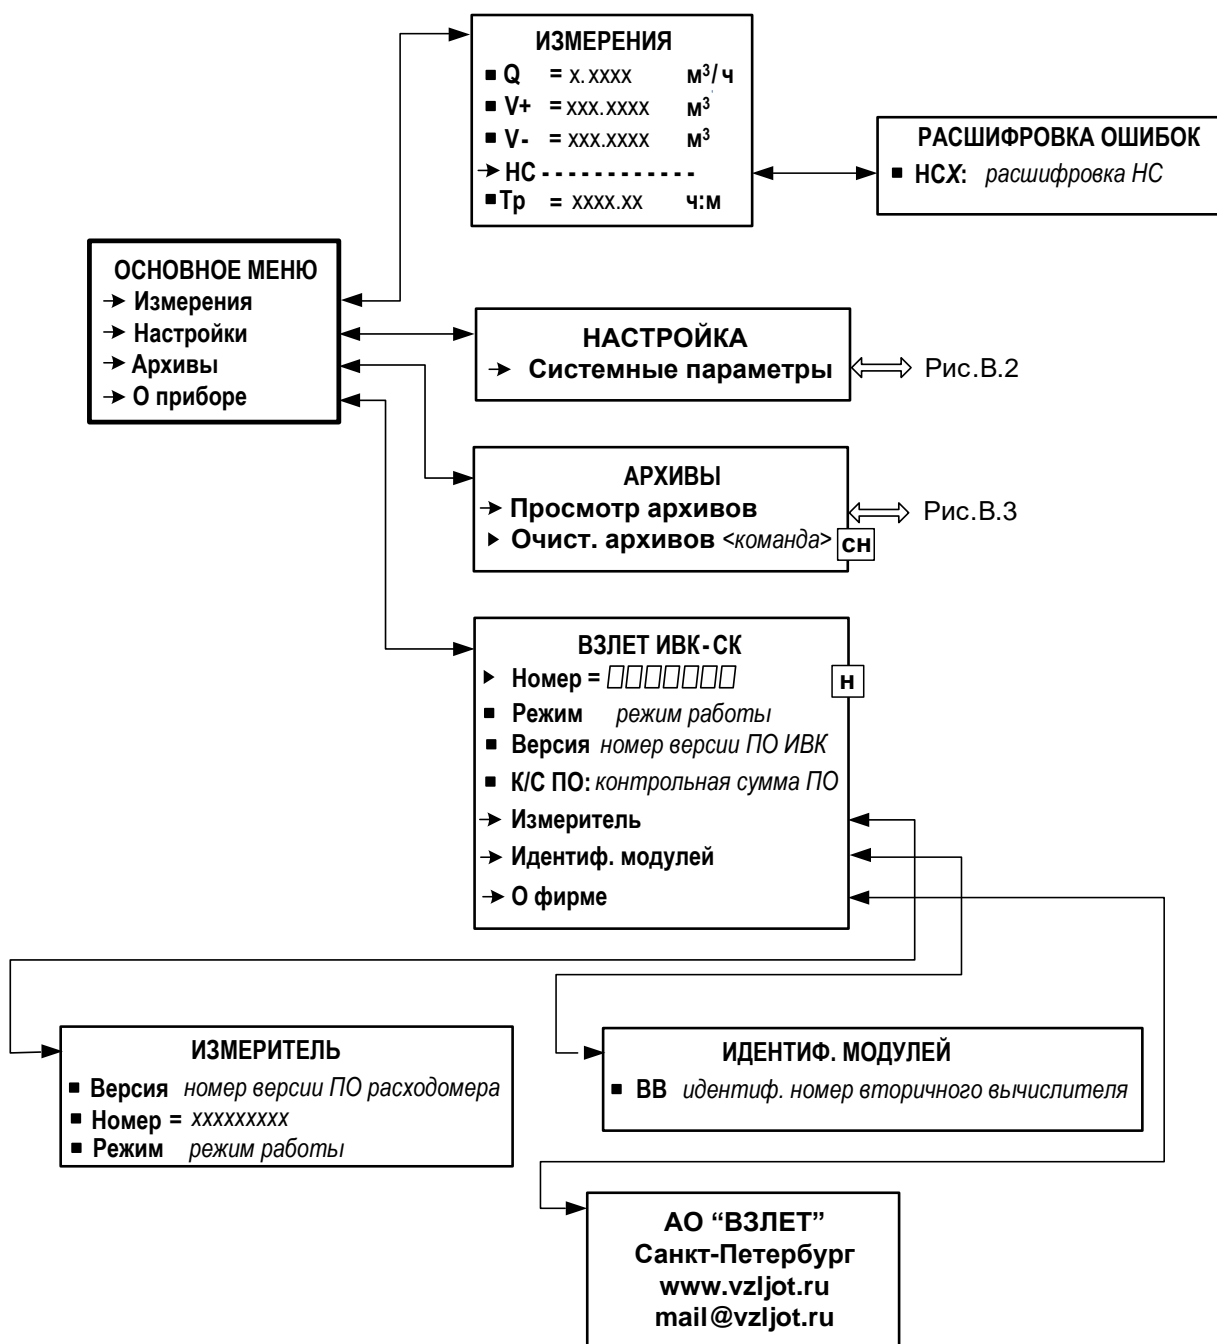 ИЗМЕРЕНИЯ
Q = x.xxxx м³/ч
V+ = xxx.xxxx м³
V- = xxx.xxxx м³
НС - - - - - - - - - - - -
Тр = xxxx.xx ч:м
РАСШИФРОВКА ОШИБОК
НСX: расшифровка НС
ОСНОВНОЕ МЕНЮ
Измерения
Настройки
Архивы
О приборе
НАСТРОЙКА
Системные параметры
Рис.В.2
АРХИВЫ
Просмотр архивов
Очист. архивов <команда>
Рис.В.3
СН
ВЗЛЕТ ИВК-СК
Номер =
Н
Режим режим работы
Версия номер версии ПО ИВК
К/С ПО: контрольная сумма ПО
Измеритель
Идентиф. модулей
О фирме
ИЗМЕРИТЕЛЬ
Версия номер версии ПО расходомера
Номер = xxxxxxxxx
Режим режим работы
ИДЕНТИФ. МОДУЛЕЙ
ВВ идентиф. номер вторичного вычислителя
АО “ВЗЛЕТ”
Санкт-Петербург
www.vzljot.ru
mail@vzljot.ru